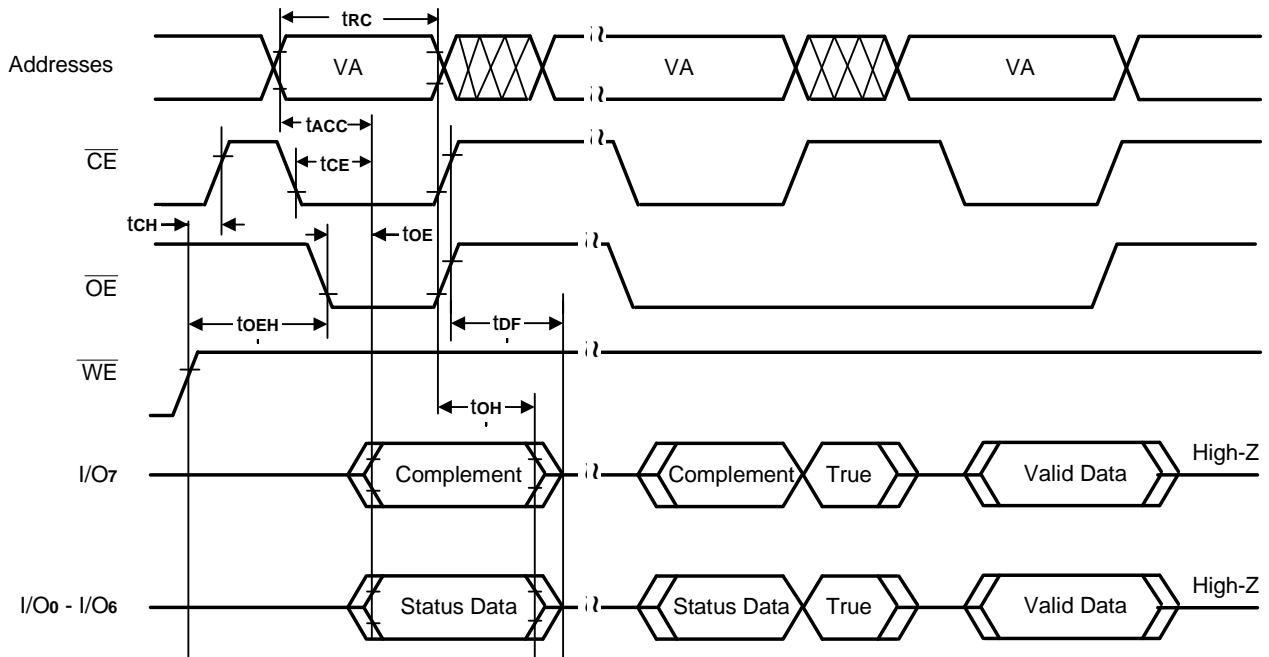 tRC
Addresses VA VA VA
tACC
CE
tCE
tCH
tOE
OE
tOEH
tDF
WE
tOH
I/O7 Complement Complement True Valid Data High-Z
I/O0 - I/O6 Status Data Status Data True Valid Data High-Z